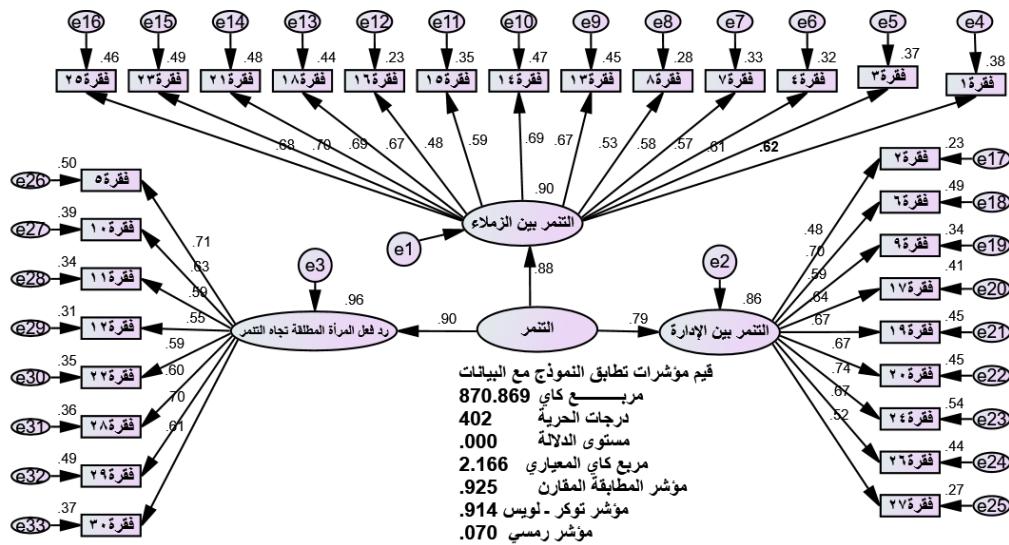 e16 e15 e14 e13 e12 e11 e10 e9 e8 e7 e6 e5 e4
.46 .49 .48 .44 .23 .35 .47 .45 .28 .33 .32 .37 .38
فقرة٢٥ فقرة٢٣ فقرة٢١ فقرة١٨ فقرة١٦ فقرة١٥ فقرة١٤ فقرة١٣ فقرة٨ فقرة٧ فقرة٤ فقرة٣ فقرة١
.68 .70 .69 .67 .48 .59 .69 .67 .53 .58 .57 .61 .62
.90
التنمر بين الزملاء
e1
.88
e26 .50 فقرة٥ .71
e27 .39 فقرة١٠ .63
e28 .34 فقرة١١ .59
e29 .31 فقرة١٢ .55
e30 .35 فقرة٢٢ .59
e31 .36 فقرة٢٨ .60
e32 .49 فقرة٢٩ .70
e33 .37 فقرة٣٠ .61
e3
.96
رد فعل المرأة المطلقة تجاه التنمر
.90
التنمر
.79
e2
.86
التنمر بين الإدارة
.48 فقرة٢ .23 e17
.70 فقرة٦ .49 e18
.59 فقرة٩ .34 e19
.64 فقرة١٧ .41 e20
.67 فقرة١٩ .45 e21
.67 فقرة٢٠ .45 e22
.74 فقرة٢٤ .54 e23
.67 فقرة٢٦ .44 e24
.52 فقرة٢٧ .27 e25
قيم مؤشرات تطابق النموذج مع البيانات
مربـــــــع كاي 870.869
درجات الحرية 402
مستوى الدلالة .000
مربع كاي المعياري 2.166
مؤشر المطابقة المقارن .925
مؤشر توكر ـ لويس .914
مؤشر رمسي .070